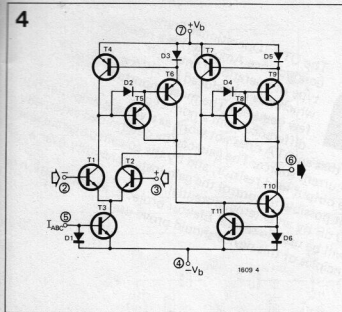 4
⑦ +Vb
T4
D3
T7
D5
D2
T6
D4
T9
T5
T8
⑥
T1
T2
−
+
②
③
T10
T11
⑤
IABC
T3
D1
D6
④
−Vb
1609 4